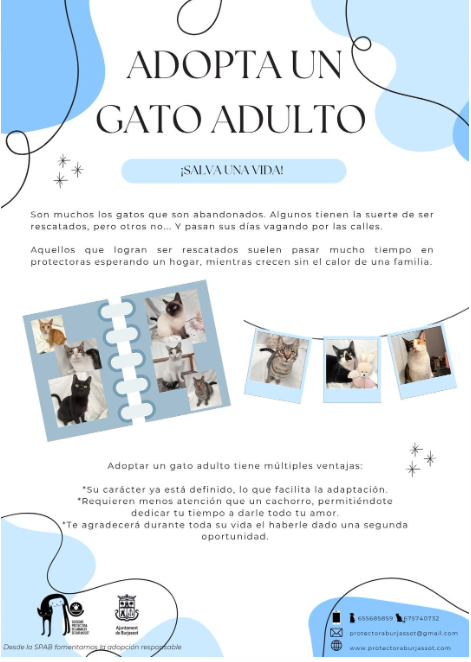 ADOPTA UN
GATO ADULTO
¡SALVA UNA VIDA!
Son muchos los gatos que son abandonados. Algunos tienen la suerte de ser
rescatados, pero otros no... Y pasan sus días vagando por las calles.
Aquellos que logran ser rescatados suelen pasar mucho tiempo en
protectoras esperando un hogar, mientras crecen sin el calor de una familia.
Adoptar un gato adulto tiene múltiples ventajas:
*Su carácter ya está definido, lo que facilita la adaptación.
*Requieren menos atención que un cachorro, permitiéndote
dedicar tu tiempo a darle todo tu amor.
*Te agradecerá durante toda su vida el haberle dado una segunda
oportunidad.
Ajuntament
de Burjassot
655685859 675740732
protectoraburjassot@gmail.com
www.protectoraburjassot.com
Desde la SPAB fomentamos la adopción responsable